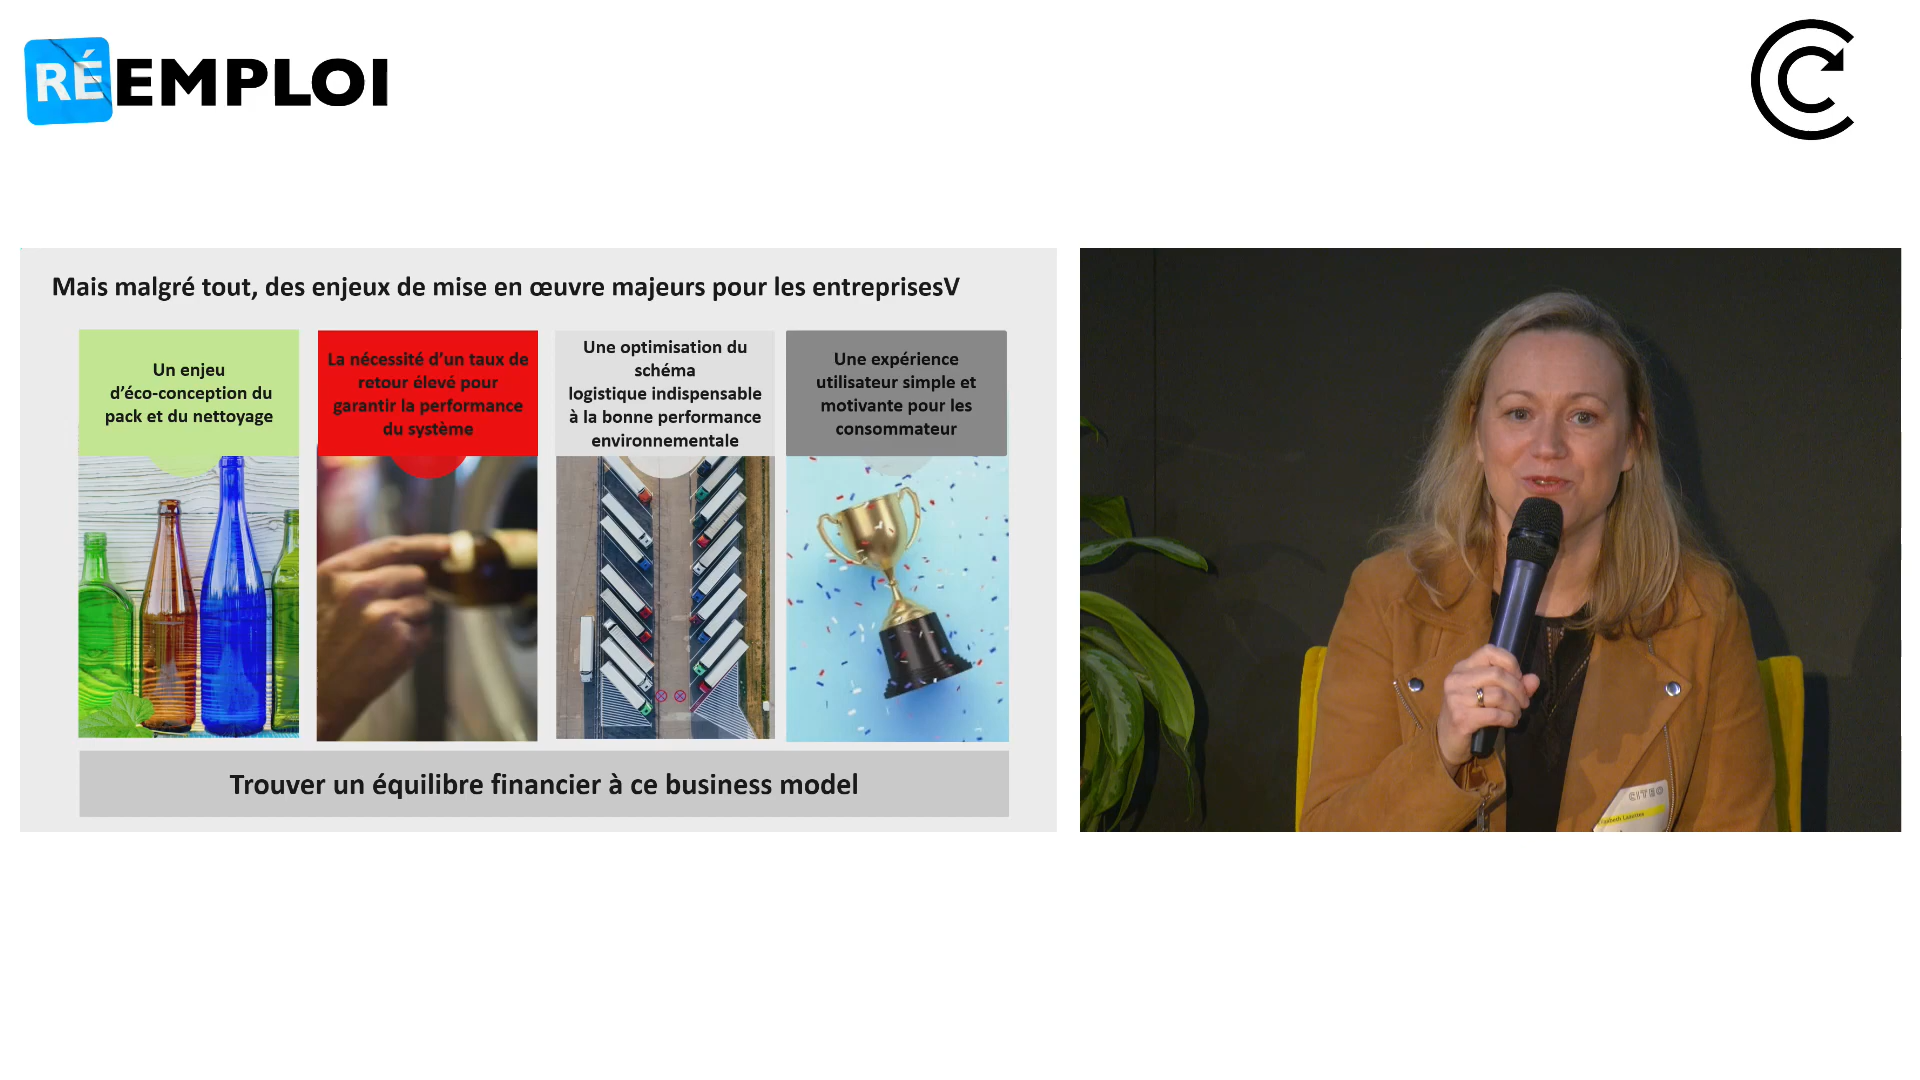 RÉEMPLOI
Mais malgré tout, des enjeux de mise en œuvre majeurs pour les entreprisesV
Un enjeu
d’éco-conception du
pack et du nettoyage
La nécessité d’un taux de
retour élevé pour
garantir la performance
du système
Une optimisation du
schéma
logistique indispensable
à la bonne performance
environnementale
Une expérience
utilisateur simple et
motivante pour les
consommateur
Trouver un équilibre financier à ce business model
CITEO